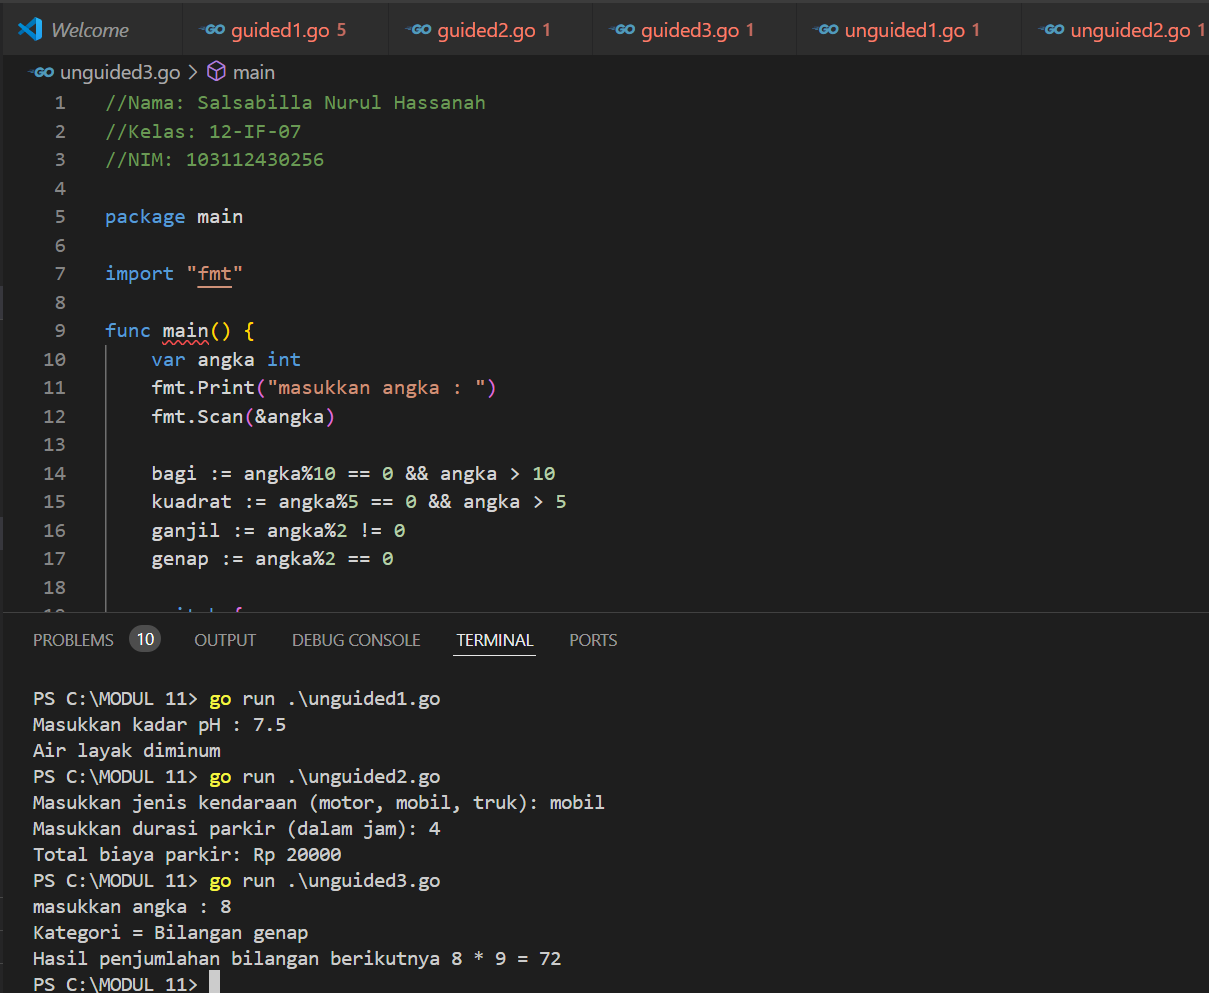 Welcome GO guided1.go 5 GO guided2.go 1 GO guided3.go 1 GO unguided1.go 1 GO unguided2.go 1
GO unguided3.go > main
1 //Nama: Salsabilla Nurul Hassanah
2 //Kelas: 12-IF-07
3 //NIM: 103112430256
4
5 package main
6
7 import "fmt"
8
9 func main() {
10 var angka int
11 fmt.Print("masukkan angka : ")
12 fmt.Scan(&angka)
13
14 bagi := angka%10 == 0 && angka > 10
15 kuadrat := angka%5 == 0 && angka > 5
16 ganjil := angka%2 != 0
17 genap := angka%2 == 0
18
PROBLEMS 10 OUTPUT DEBUG CONSOLE TERMINAL PORTS
PS C:\MODUL 11> go run .\unguided1.go
Masukkan kadar pH : 7.5
Air layak diminum
PS C:\MODUL 11> go run .\unguided2.go
Masukkan jenis kendaraan (motor, mobil, truk): mobil
Masukkan durasi parkir (dalam jam): 4
Total biaya parkir: Rp 20000
PS C:\MODUL 11> go run .\unguided3.go
masukkan angka : 8
Kategori = Bilangan genap
Hasil penjumlahan bilangan berikutnya 8 * 9 = 72
PS C:\MODUL 11>